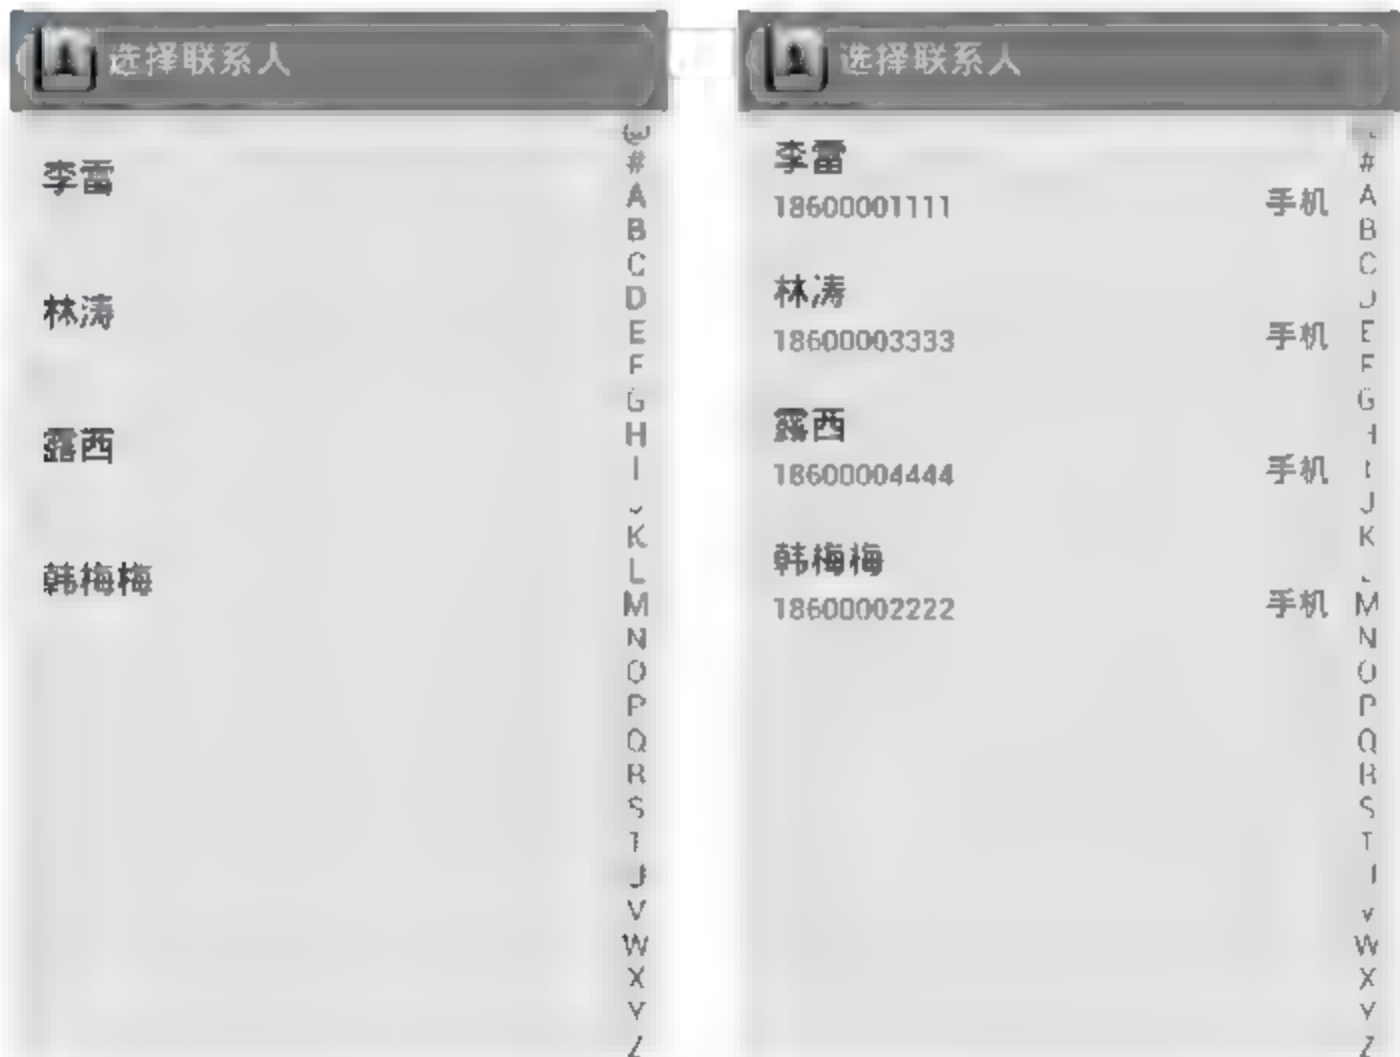 选择联系人
李雷
林涛
露西
韩梅梅
#
A
B
C
D
E
F
G
H
I
K
L
M
N
O
P
Q
R
S
V
W
X
Y
Z
选择联系人
李雷
18600001111 手机
林涛
18600003333 手机
露西
18600004444 手机
韩梅梅
18600002222 手机
#
A
B
C
E
F
G
J
K
M
N
O
P
Q
R
S
T
V
W
X
Y
Z